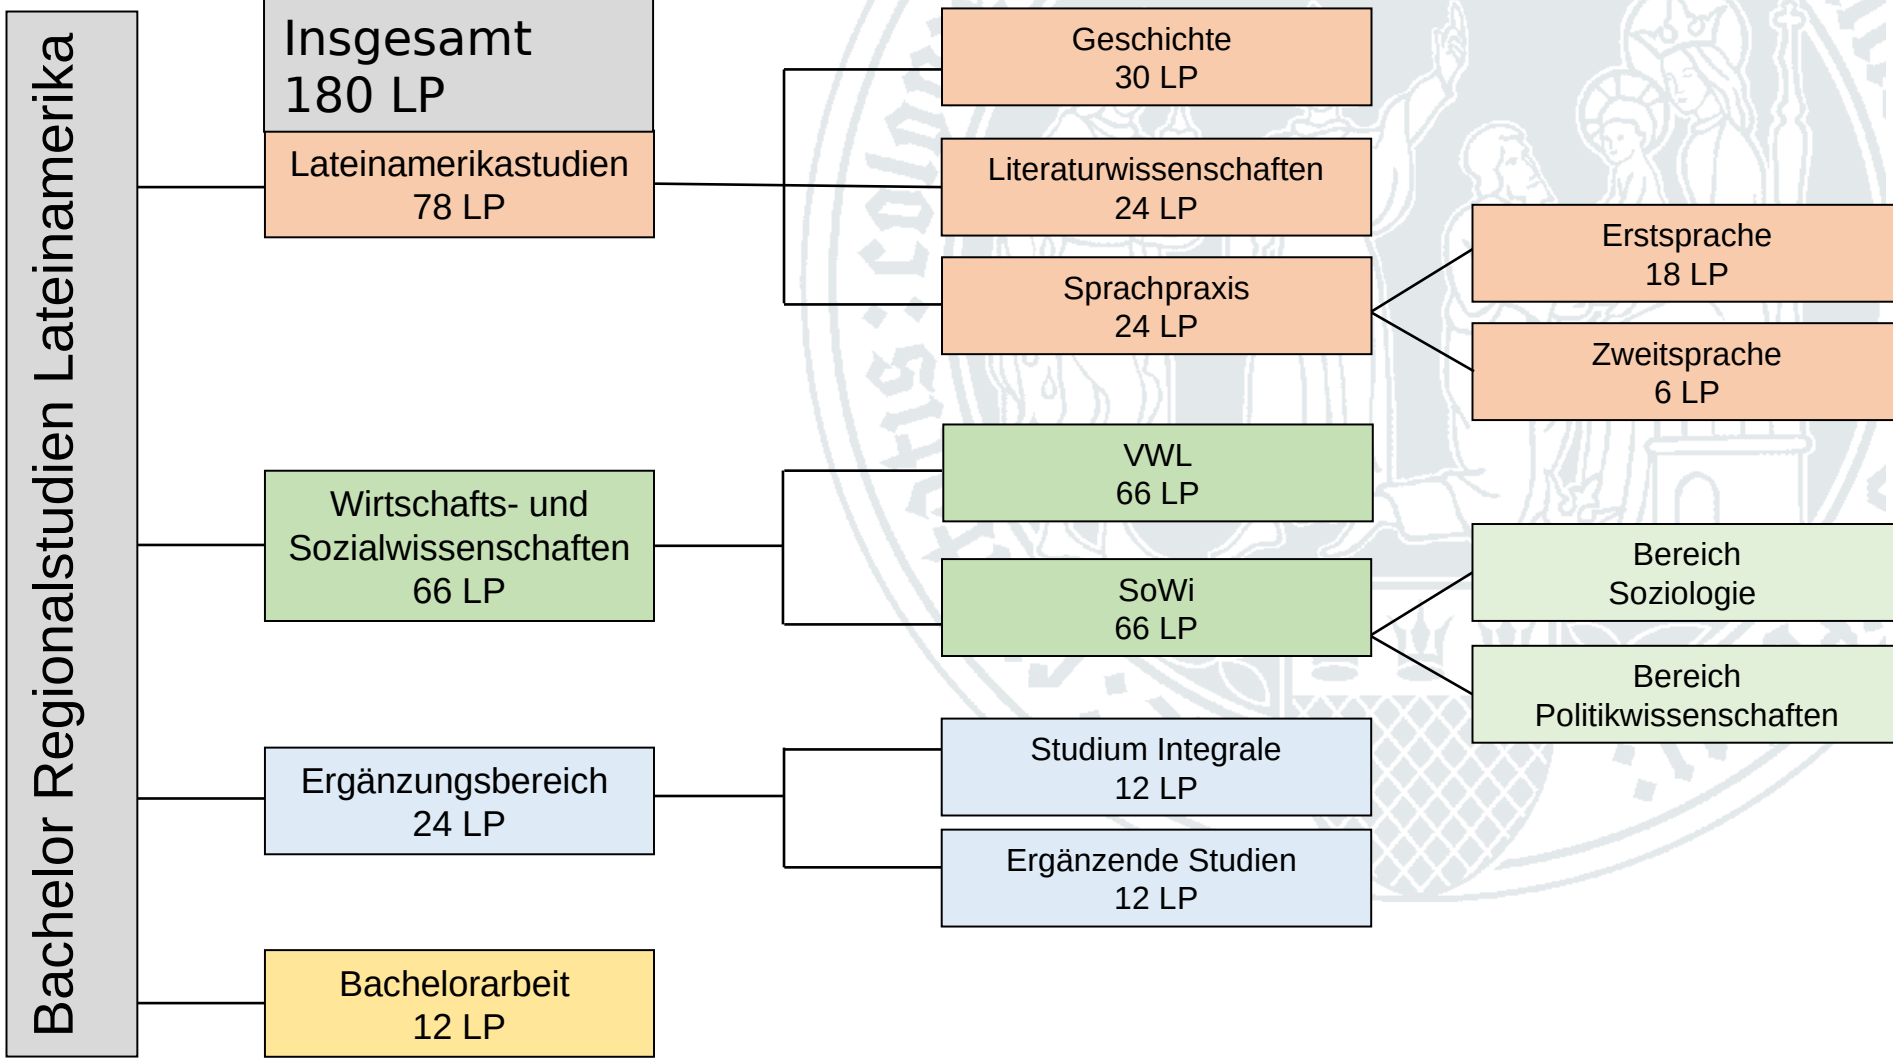 Bachelor Regionalstudien Lateinamerika
Insgesamt
180 LP
Lateinamerikastudien
78 LP
Geschichte
30 LP
Literaturwissenschaften
24 LP
Sprachpraxis
24 LP
Erstsprache
18 LP
Zweitsprache
6 LP
Wirtschafts- und
Sozialwissenschaften
66 LP
VWL
66 LP
SoWi
66 LP
Bereich
Soziologie
Bereich
Politikwissenschaften
Ergänzungsbereich
24 LP
Studium Integrale
12 LP
Ergänzende Studien
12 LP
Bachelorarbeit
12 LP